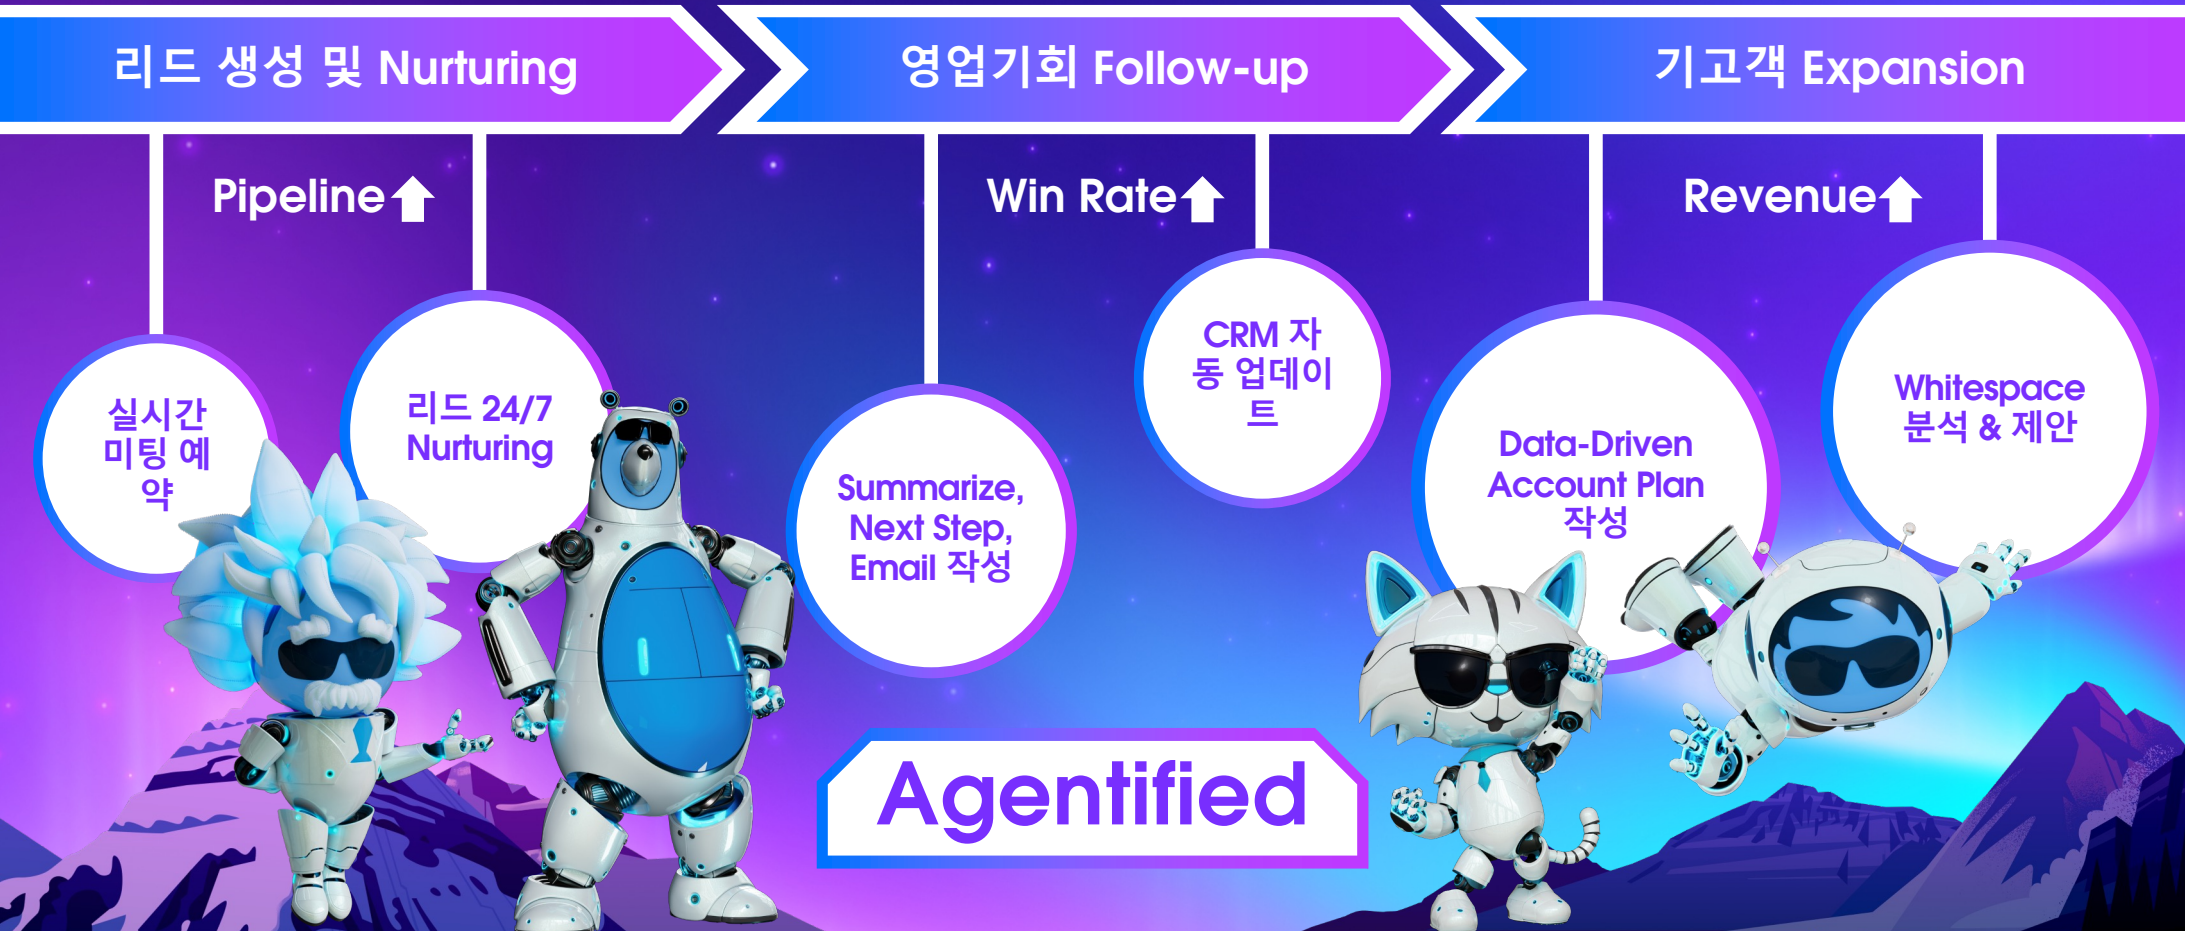 리드 생성 및 Nurturing
영업기회 Follow-up
기고객 Expansion
Pipeline
Win Rate
Revenue
실시간
미팅 예
약
리드 24/7
Nurturing
Summarize,
Next Step,
Email 작성
CRM 자
동 업데이
트
Data-Driven
Account Plan
작성
Whitespace
분석 & 제안
Agentified